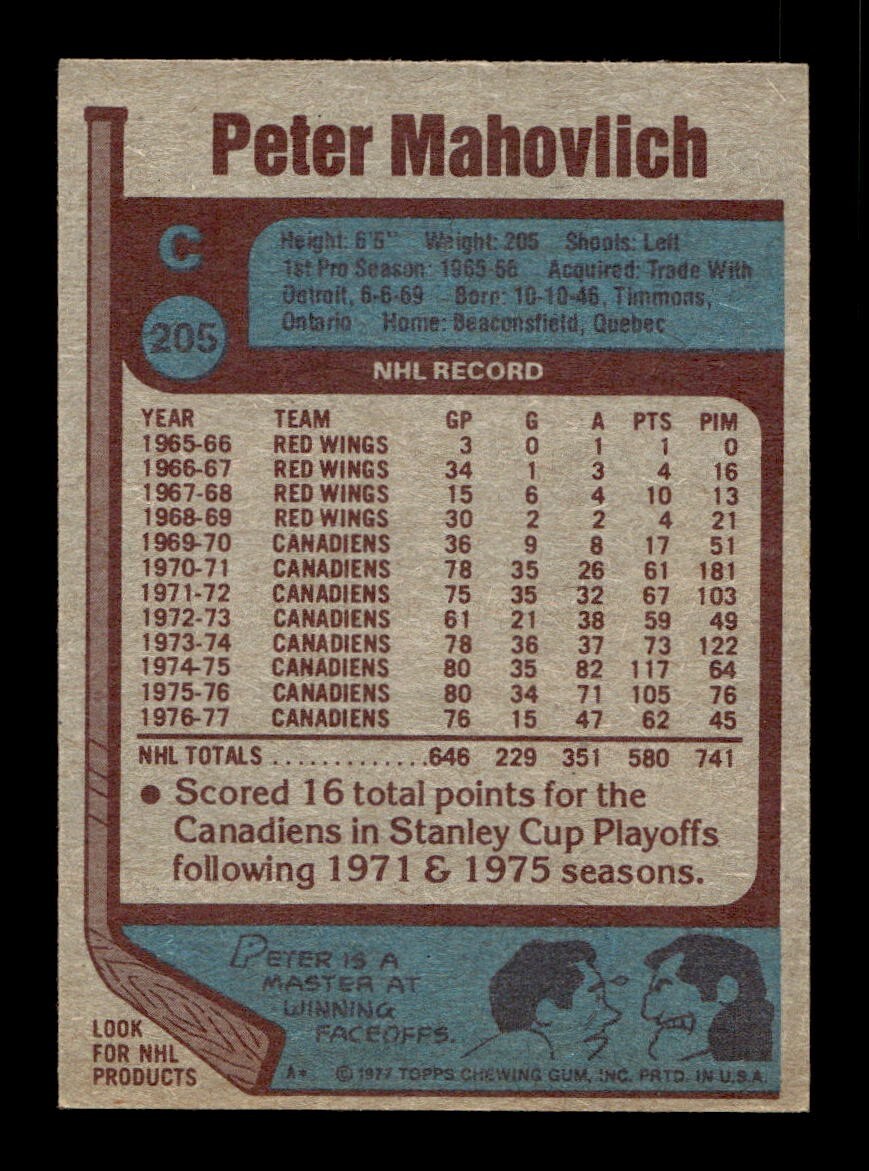 Peter Mahovlich
C
Height: 6'5" Weight: 205 Shoots: Left
1st Pro Season: 1965-66 Acquired: Trade With
Detroit, 6-6-69 Born: 10-10-46, Timmons,
Ontario Home: Beaconsfield, Quebec
205
NHL RECORD
YEAR TEAM GP G A PTS PIM
1965-66 RED WINGS 3 0 1 1 0
1966-67 RED WINGS 34 1 3 4 16
1967-68 RED WINGS 15 6 4 10 13
1968-69 RED WINGS 30 2 2 4 21
1969-70 CANADIENS 36 9 8 17 51
1970-71 CANADIENS 78 35 26 61 181
1971-72 CANADIENS 75 35 32 67 103
1972-73 CANADIENS 61 21 38 59 49
1973-74 CANADIENS 78 36 37 73 122
1974-75 CANADIENS 80 35 82 117 64
1975-76 CANADIENS 80 34 71 105 76
1976-77 CANADIENS 76 15 47 62 45
NHL TOTALS .............646 229 351 580 741
• Scored 16 total points for the
Canadiens in Stanley Cup Playoffs
following 1971 & 1975 seasons.
PETER IS A
MASTER AT
WINNING
FACEOFFS.
LOOK
FOR NHL
PRODUCTS
A* © 1977 TOPPS CHEWING GUM, INC. PRTD. IN U.S.A.